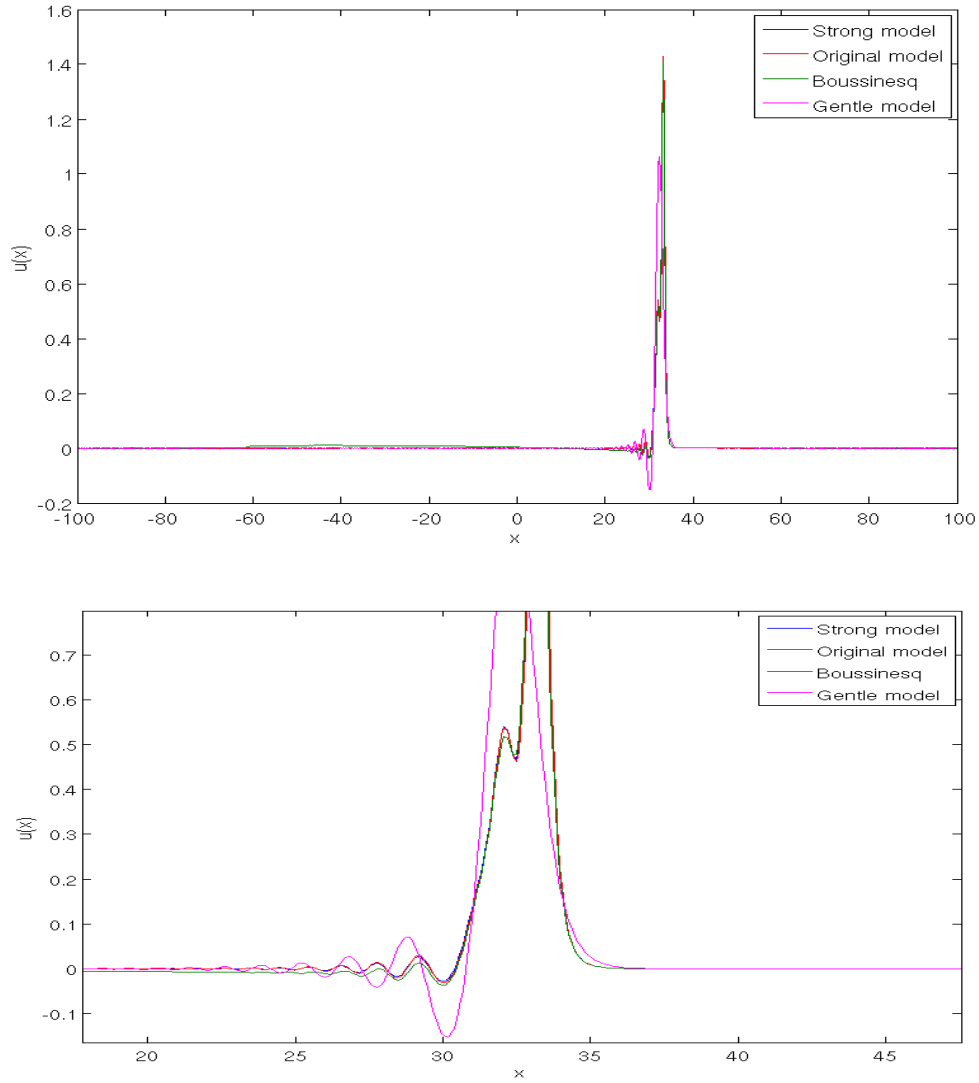 1.6
1.4
1.2
1
0.8
0.6
0.4
0.2
0
-0.2
u(x)
-100 -80 -60 -40 -20 0 20 40 60 80 100
x
Strong model
Original model
Boussinesq
Gentle model
0.7
0.6
0.5
0.4
0.3
0.2
0.1
0
-0.1
u(x)
20 25 30 35 40 45
x
Strong model
Original model
Boussinesq
Gentle model